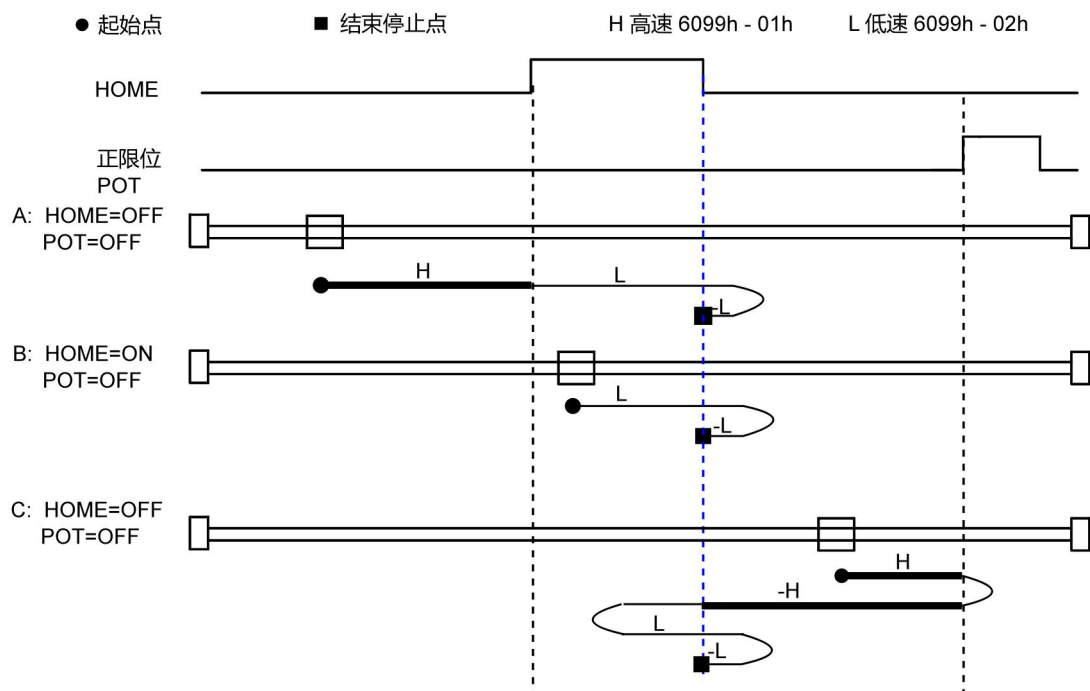 ● 起始点 ■ 结束停止点 H 高速 6099h - 01h L 低速 6099h - 02h
HOME
正限位
POT
A: HOME=OFF
POT=OFF
H L
-L
B: HOME=ON
POT=OFF
L
-L
C: HOME=OFF
POT=OFF
H
-H
L
-L